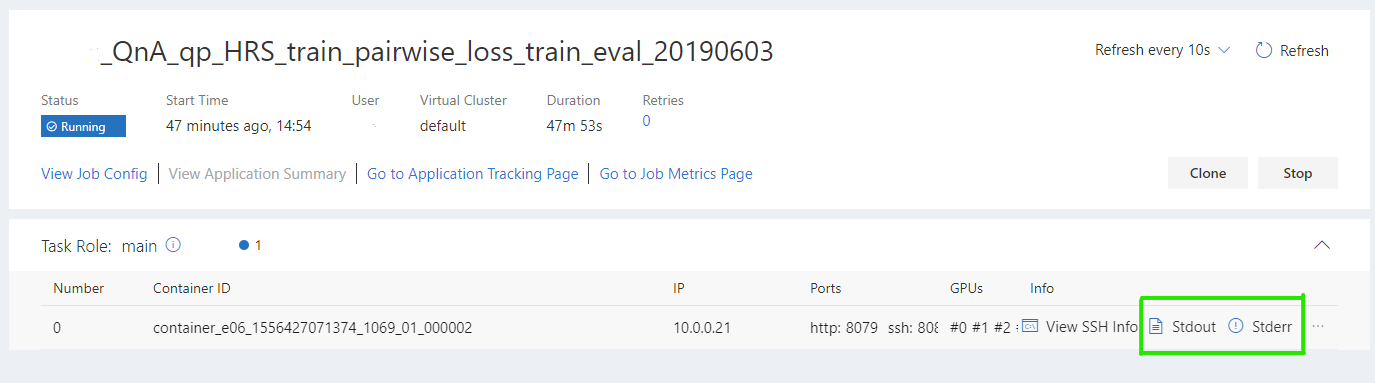 _QnA_qp_HRS_train_pairwise_loss_train_eval_20190603
Refresh every 10s Refresh
Status Start Time User Virtual Cluster Duration Retries
Running 47 minutes ago, 14:54 default 47m 53s 0
View Job Config View Application Summary Go to Application Tracking Page Go to Job Metrics Page Clone Stop
Task Role: main 1
Number Container ID IP Ports GPUs Info
0 container_e06_1556427071374_1069_01_000002 10.0.0.21 http: 8079 ssh: 808 #0 #1 #2 View SSH Info Stdout Stderr ...